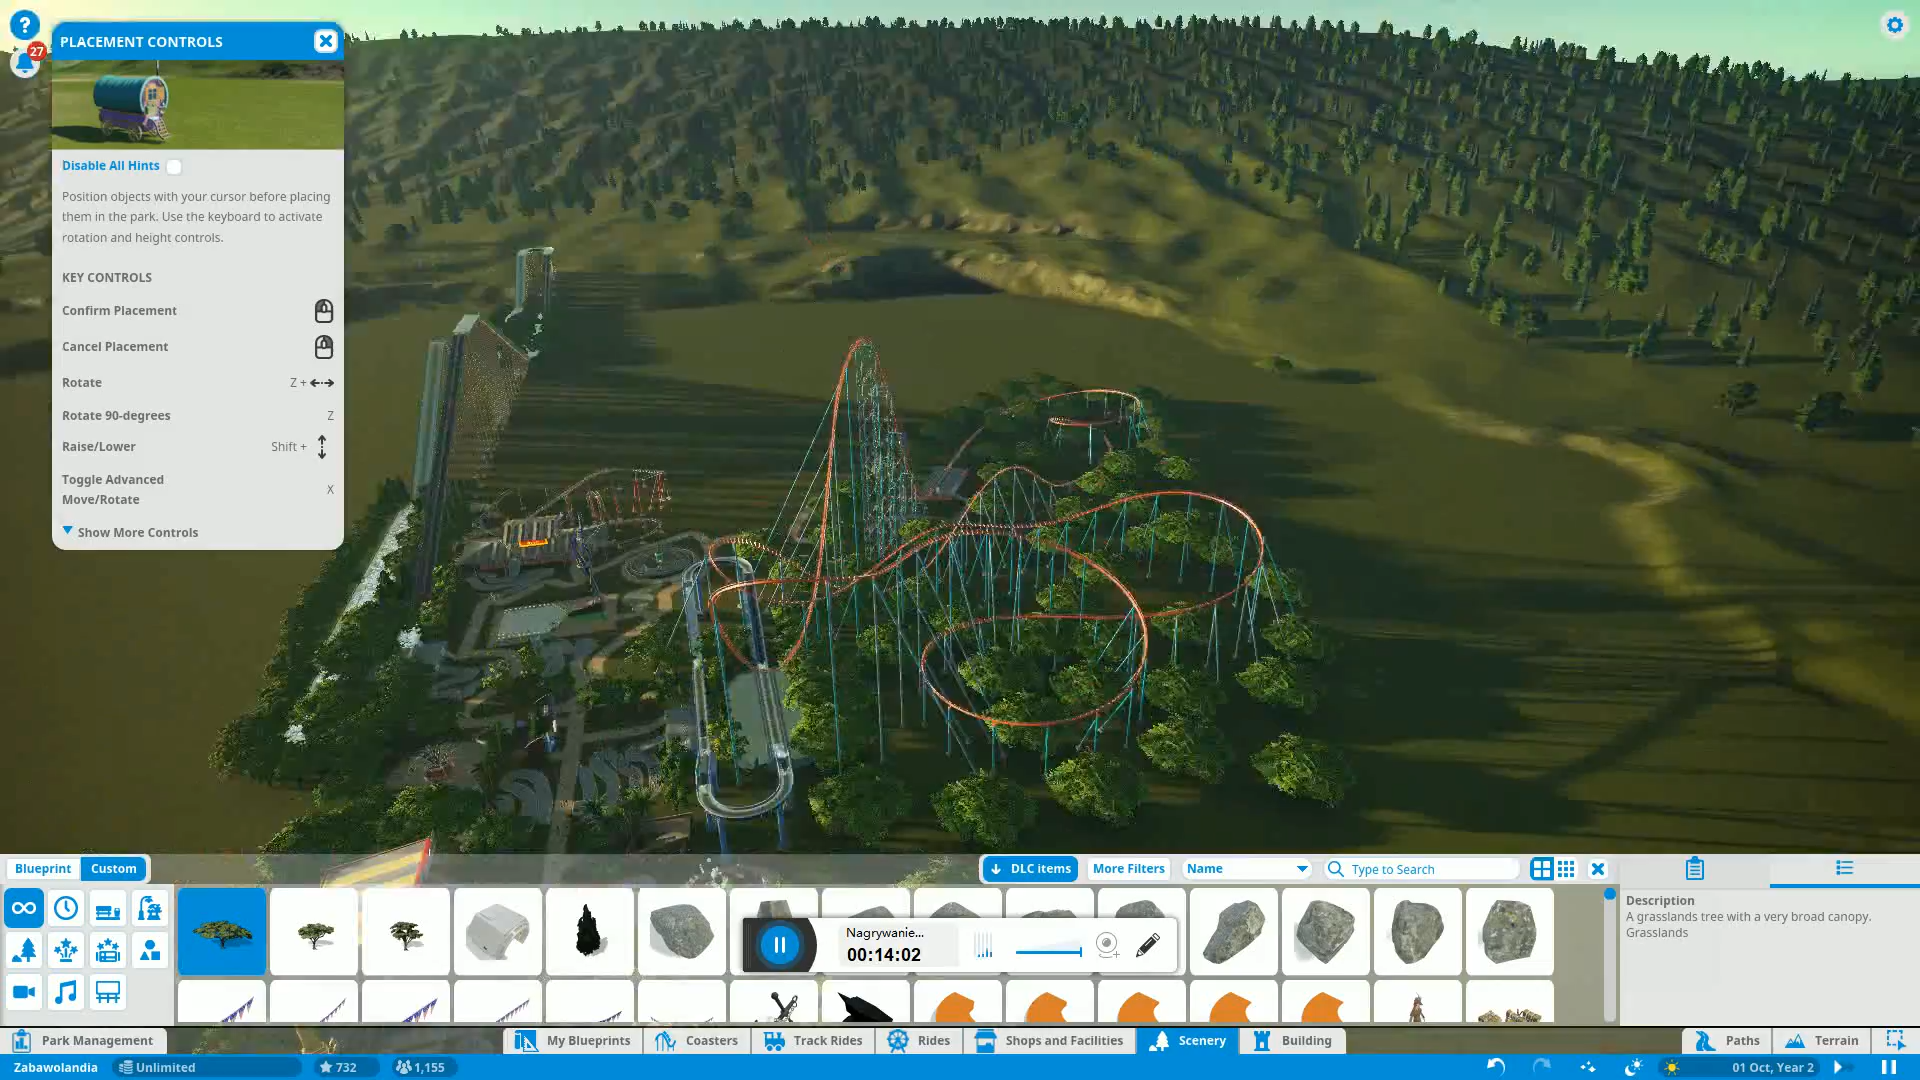 ?
27
PLACEMENT CONTROLS
Disable All Hints
Position objects with your cursor before placing
them in the park. Use the keyboard to activate
rotation and height controls.
KEY CONTROLS
Confirm Placement
Cancel Placement
Rotate Z +
Rotate 90-degrees Z
Raise/Lower Shift +
Toggle Advanced
Move/Rotate X
Show More Controls
Blueprint Custom
DLC items More Filters Name Type to Search
Description
A grasslands tree with a very broad canopy.
Grasslands
Nagrywanie...
00:14:02
Park Management My Blueprints Coasters Track Rides Rides Shops and Facilities Scenery Building Paths Terrain
Zabawolandia Unlimited 732 1,155 01 Oct, Year 2